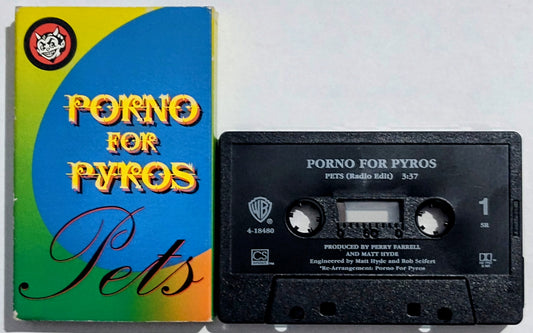 PORNO
FOR
PYROS
Pets
PORNO FOR PYROS
PETS (Radio Edit) 3:37
WB
4-18480
1
SR
CS
PRODUCED BY PERRY FARRELL
AND MATT HYDE
Engineered by Matt Hyde and Rob Seifert
*Re-Arrangement: Porno For Pyros